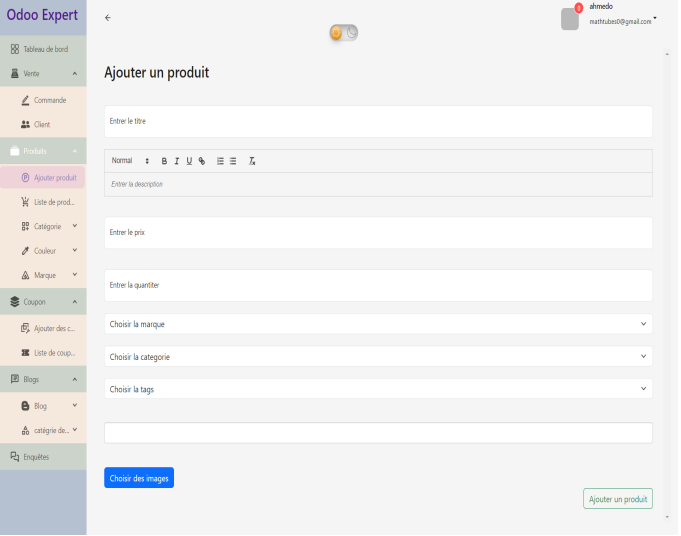 Odoo Expert
Tableau de bord
Vente
Commande
Client
Produits
Ajouter produit
Liste de prod...
Catégorie
Couleur
Marque
Coupon
Ajouter des c...
Liste de coup...
Blogs
Blog
catégrie de...
Enquêtes
0
ahmedo
mathtubes0@gmail.com
Ajouter un produit
Entrer le titre
Normal B I U
Entrer la description
Entrer le prix
Entrer la quantiter
Choisir la marque
Choisir la categorie
Choisir la tags
Choisir des images
Ajouter un produit